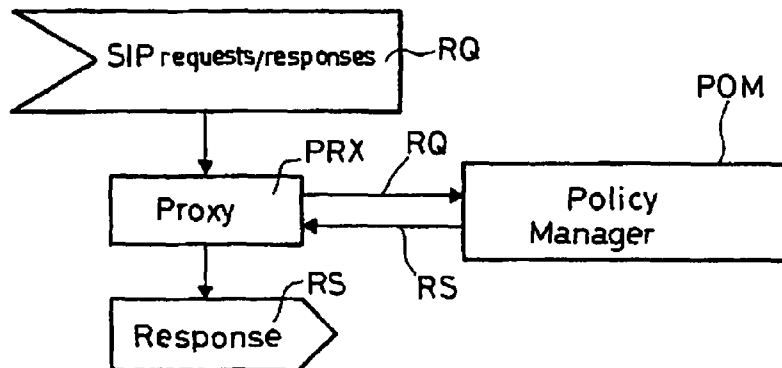 SIP requests/responses
RQ
POM
PRX
RQ
Proxy
Policy
Manager
RS
RS
Response